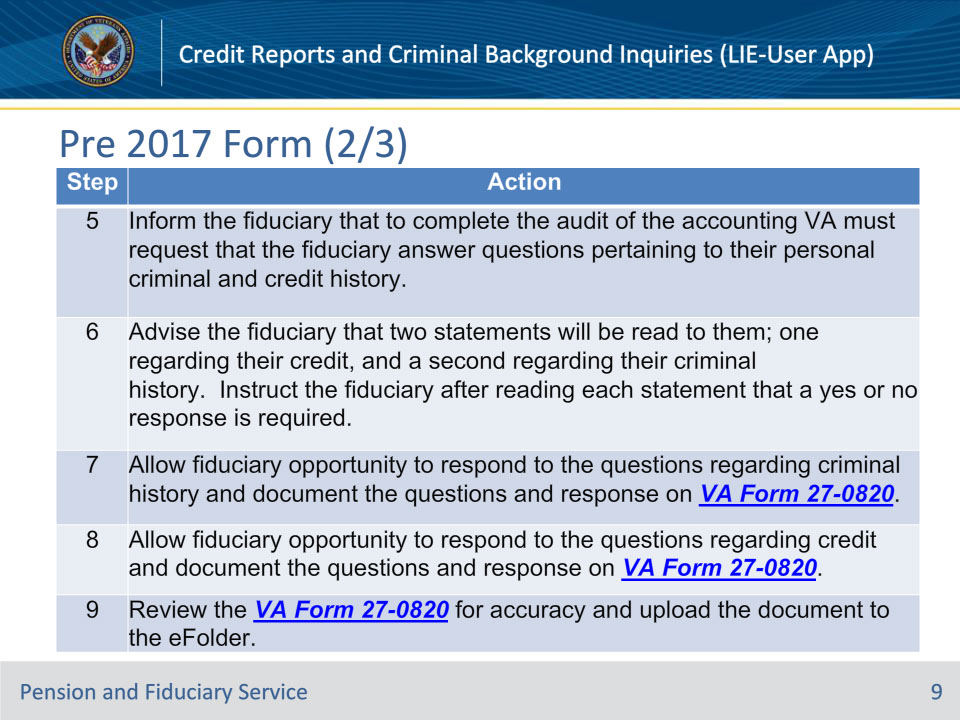 Credit Reports and Criminal Background Inquiries (LIE-User App)
Pre 2017 Form (2/3)
Step Action
5 Inform the fiduciary that to complete the audit of the accounting VA must
request that the fiduciary answer questions pertaining to their personal
criminal and credit history.
6 Advise the fiduciary that two statements will be read to them; one
regarding their credit, and a second regarding their criminal
history.  Instruct the fiduciary after reading each statement that a yes or no
response is required.
7 Allow fiduciary opportunity to respond to the questions regarding criminal
history and document the questions and response on VA Form 27-0820.
8 Allow fiduciary opportunity to respond to the questions regarding credit
and document the questions and response on VA Form 27-0820.
9 Review the VA Form 27-0820 for accuracy and upload the document to
the eFolder.
Pension and Fiduciary Service 9